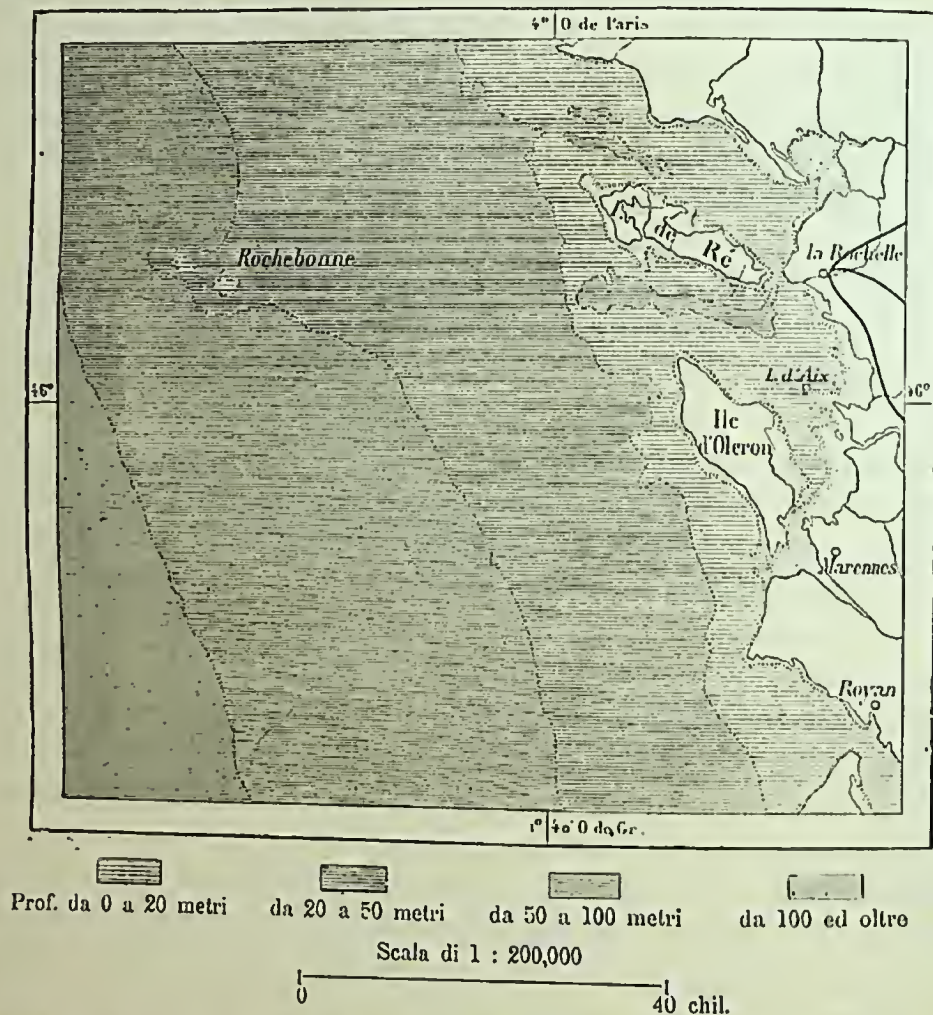 4° O de Paris
Rochebonne
I. de Ré
la Rochelle
46°
46°
I. d'Aix
Ile
d'Oleron
Marennes
Royan
1° 40' O de Gr.
Prof. da 0 a 20 metri
da 20 a 50 metri
da 50 a 100 metri
da 100 ed oltre
Scala di 1 : 200,000
0
40 chil.